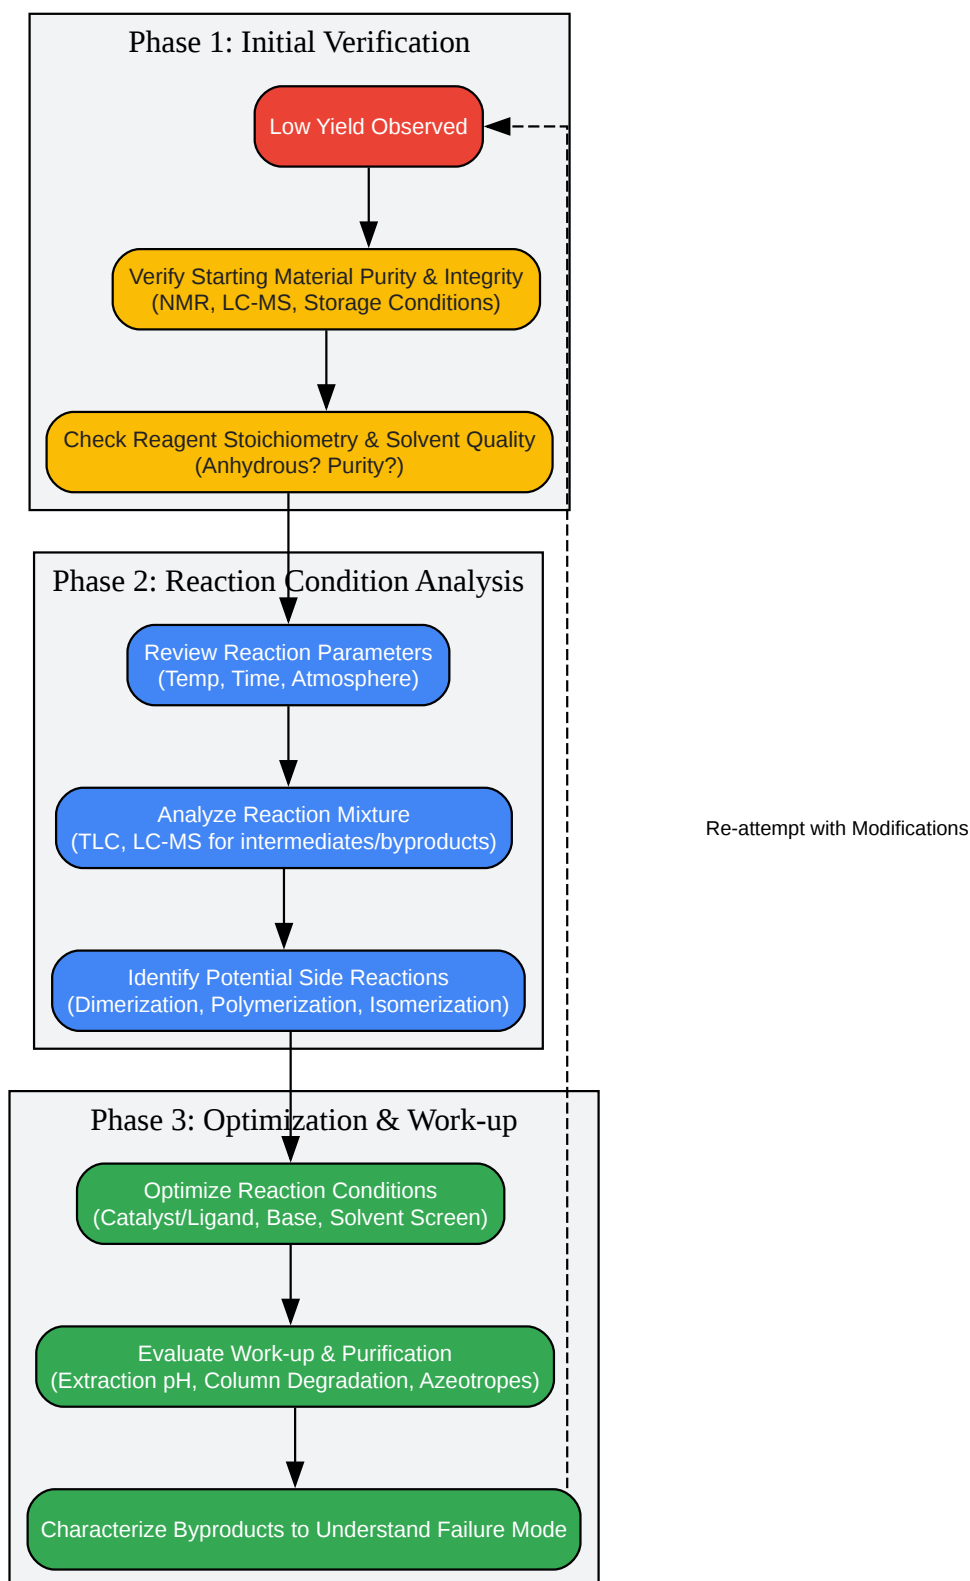 Phase 1: Initial Verification
Low Yield Observed
Verify Starting Material Purity & Integrity
(NMR, LC-MS, Storage Conditions)
Check Reagent Stoichiometry & Solvent Quality
(Anhydrous? Purity?)
Phase 2: Reaction Condition Analysis
Review Reaction Parameters
(Temp, Time, Atmosphere)
Analyze Reaction Mixture
(TLC, LC-MS for intermediates/byproducts)
Re-attempt with Modifications
Identify Potential Side Reactions
(Dimerization, Polymerization, Isomerization)
Phase 3: Optimization & Work-up
Optimize Reaction Conditions
(Catalyst/Ligand, Base, Solvent Screen)
Evaluate Work-up & Purification
(Extraction pH, Column Degradation, Azeotropes)
Characterize Byproducts to Understand Failure Mode